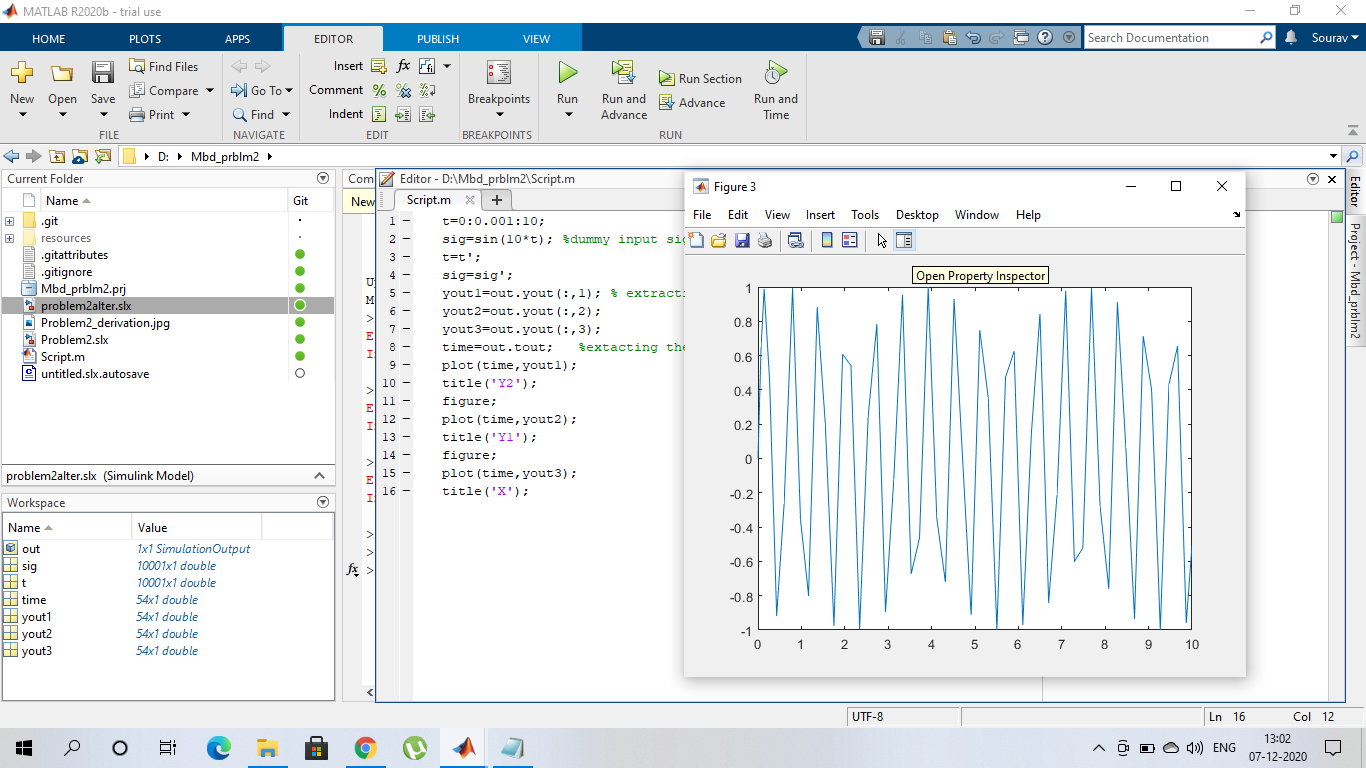 MATLAB R2020b - trial use
HOME PLOTS APPS EDITOR PUBLISH VIEW Search Documentation Sourav
New Open Save Find Files Compare Print
Go To Find
Insert fx
Comment
Indent
Breakpoints
Run Run and Advance Run Section Advance Run and Time
FILE NAVIGATE EDIT BREAKPOINTS RUN
D: Mbd_prblm2
Current Folder
Name Git
.git
resources
.gitattributes
.gitignore
Mbd_prblm2.prj
problem2alter.slx
Problem2_derivation.jpg
Problem2.slx
Script.m
untitled.slx.autosave
problem2alter.slx (Simulink Model)
Workspace
Name Value
out 1x1 SimulationOutput
sig 10001x1 double
t 10001x1 double
time 54x1 double
yout1 54x1 double
yout2 54x1 double
yout3 54x1 double
Com
New
fx >
Editor - D:\Mbd_prblm2\Script.m
Script.m
1 t=0:0.001:10;
2 sig=sin(10*t); %dummy input sig
3 t=t';
4 sig=sig';
5 yout1=out.yout(:,1); % extracti
6 yout2=out.yout(:,2);
7 yout3=out.yout(:,3);
8 time=out.tout; %extacting the
9 plot(time,yout1);
10 title('Y2');
11 figure;
12 plot(time,yout2);
13 title('Y1');
14 figure;
15 plot(time,yout3);
16 title('X');
Figure 3
File Edit View Insert Tools Desktop Window Help
Open Property Inspector
1
0.8
0.6
0.4
0.2
0
-0.2
-0.4
-0.6
-0.8
-1
0 1 2 3 4 5 6 7 8 9 10
Editor
Project - Mbd_prblm2
UTF-8 Ln 16 Col 12
ENG
13:02
07-12-2020